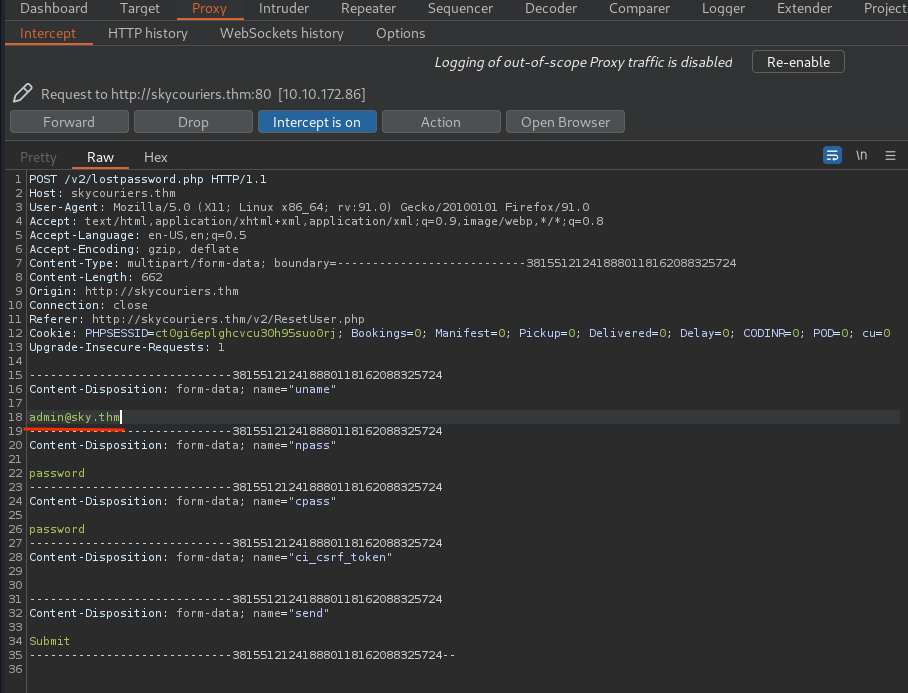 Dashboard Target Proxy Intruder Repeater Sequencer Decoder Comparer Logger Extender Project
Intercept HTTP history WebSockets history Options
Logging of out-of-scope Proxy traffic is disabled Re-enable
Request to http://skycouriers.thm:80 [10.10.172.86]
Forward Drop Intercept is on Action Open Browser
Pretty Raw Hex \n
1 POST /v2/lostpassword.php HTTP/1.1
2 Host: skycouriers.thm
3 User-Agent: Mozilla/5.0 (X11; Linux x86_64; rv:91.0) Gecko/20100101 Firefox/91.0
4 Accept: text/html,application/xhtml+xml,application/xml;q=0.9,image/webp,*/*;q=0.8
5 Accept-Language: en-US,en;q=0.5
6 Accept-Encoding: gzip, deflate
7 Content-Type: multipart/form-data; boundary=---------------------------381551212418880118162088325724
8 Content-Length: 662
9 Origin: http://skycouriers.thm
10 Connection: close
11 Referer: http://skycouriers.thm/v2/ResetUser.php
12 Cookie: PHPSESSID=ct0gi6eplghcvcu30h95suo0rj; Bookings=0; Manifest=0; Pickup=0; Delivered=0; Delay=0; CODINR=0; POD=0; cu=0
13 Upgrade-Insecure-Requests: 1
14
15 -----------------------------381551212418880118162088325724
16 Content-Disposition: form-data; name="uname"
17
18 admin@sky.thm
19 -----------------------------381551212418880118162088325724
20 Content-Disposition: form-data; name="npass"
21
22 password
23 -----------------------------381551212418880118162088325724
24 Content-Disposition: form-data; name="cpass"
25
26 password
27 -----------------------------381551212418880118162088325724
28 Content-Disposition: form-data; name="ci_csrf_token"
29
30
31 -----------------------------381551212418880118162088325724
32 Content-Disposition: form-data; name="send"
33
34 Submit
35 -----------------------------381551212418880118162088325724--
36